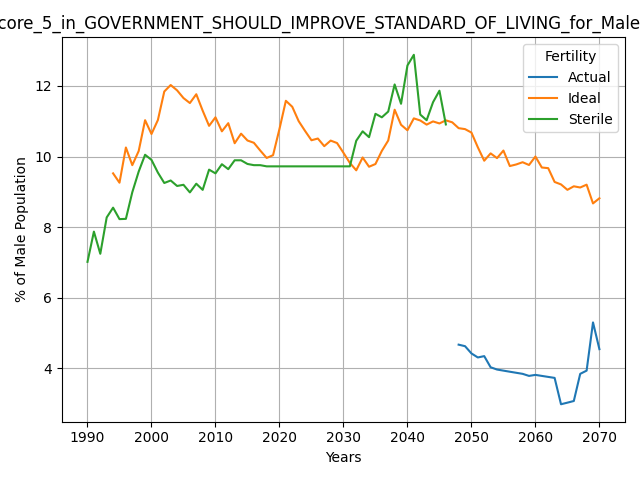 core_5_in_GOVERNMENT_SHOULD_IMPROVE_STANDARD_OF_LIVING_for_Male
Fertility
Actual
Ideal
Sterile
% of Male Population
12
10
8
6
4
1990 2000 2010 2020 2030 2040 2050 2060 2070
Years